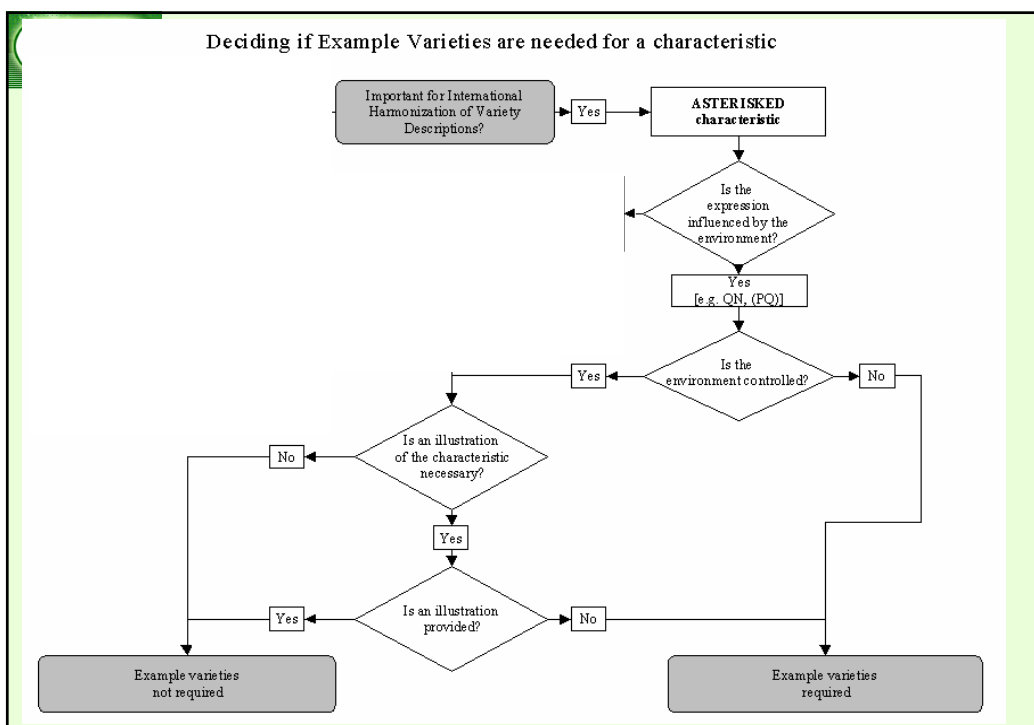 Deciding if Example Varieties are needed for a characteristic
Important for International
Harmonization of Variety
Descriptions?
Yes
ASTERISKED
characteristic
Is the
expression
influenced by the
environment?
Yes
[e.g. QN, (PQ)]
Is the
environment controlled?
Yes
No
Is an illustration
of the characteristic
necessary?
No
Yes
Is an illustration
provided?
Yes
No
Example varieties
not required
Example varieties
required